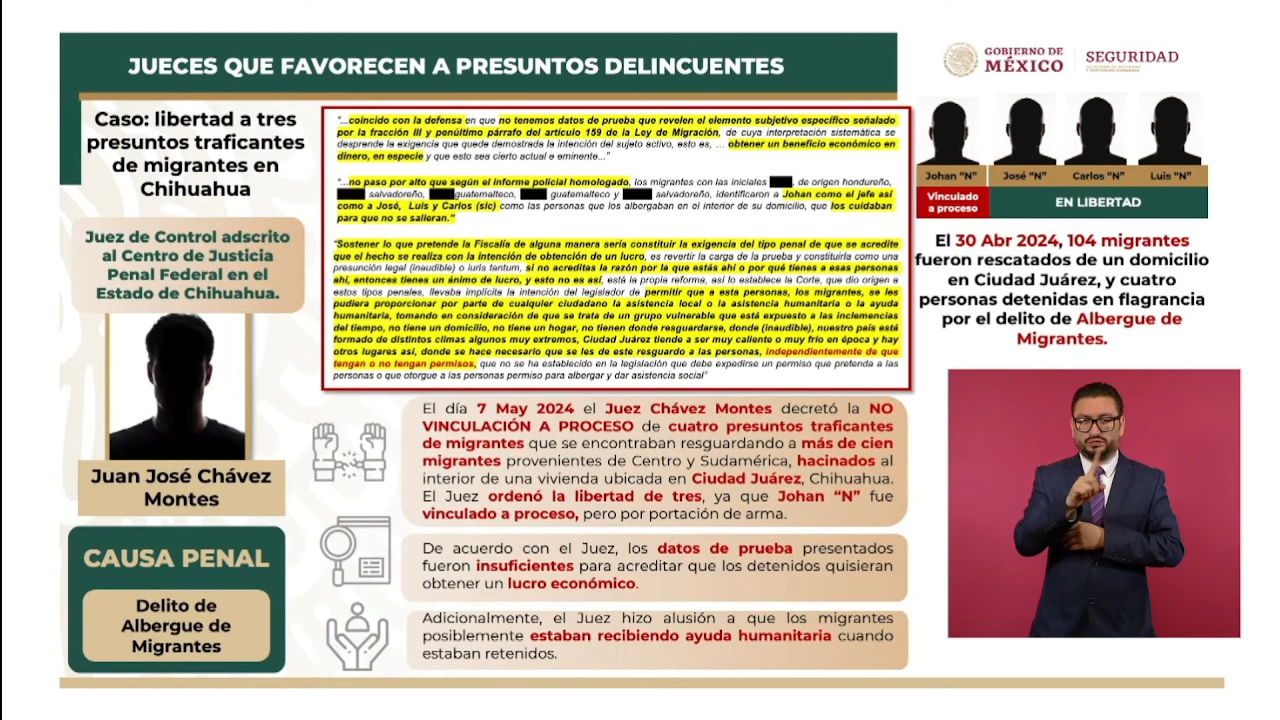 JUECES QUE FAVORECEN A PRESUNTOS DELINCUENTES
GOBIERNO DE
MÉXICO
SEGURIDAD
Caso: libertad a tres
presuntos traficantes
de migrantes en
Chihuahua
Juez de Control adscrito
al Centro de Justicia
Penal Federal en el
Estado de Chihuahua.
Juan José Chávez
Montes
CAUSA PENAL
Delito de
Albergue de
Migrantes
"...coincido con la defensa en que no tenemos datos de prueba que revelen el elemento subjetivo específico señalado
por la fracción III y penúltimo párrafo del artículo 159 de la Ley de Migración, de cuya interpretación sistemática se
desprende la exigencia que quede demostrada la intención del sujeto activo, esto es, ... obtener un beneficio económico en
dinero, en especie y que esto sea cierto actual e eminente..."
"...no paso por alto que según el informe policial homologado, los migrantes con las iniciales , de origen hondureño,
salvadoreño, guatemalteco, guatemalteco y salvadoreño, identificaron a Johan como el jefe así
como a José, Luis y Carlos (sic) como las personas que los albergaban en el interior de su domicilio, que los cuidaban
para que no se salieran."
"Sostener lo que pretende la Fiscalía de alguna manera sería constituir la exigencia del tipo penal de que se acredite
que el hecho se realiza con la intención de obtención de un lucro, es revertir la carga de la prueba y constituirla como una
presunción legal (inaudible) o iuris tantum, si no acreditas la razón por la que estás ahí o por qué tienes a esas personas
ahí, entonces tienes un ánimo de lucro, y esto no es así, está la propia reforma, así lo establece la Corte, que dio origen a
estos tipos penales, llevaba implícita la intención del legislador de permitir que a esta personas, los migrantes, se les
pudiera proporcionar por parte de cualquier ciudadano la asistencia local o la asistencia humanitaria o la ayuda
humanitaria, tomando en consideración de que se trata de un grupo vulnerable que está expuesto a las inclemencias
del tiempo, no tiene un domicilio, no tiene un hogar, no tienen donde resguardarse, donde (inaudible), nuestro país está
formado de distintos climas algunos muy extremos, Ciudad Juárez tiende a ser muy caliente o muy frío en época y hay
otros lugares así, donde se hace necesario que se les de este resguardo a las personas, independientemente de que
tengan o no tengan permisos, que no se ha establecido en la legislación que debe expedirse un permiso que pretenda a las
personas o que otorgue a las personas permiso para albergar y dar asistencia social"
El día 7 May 2024 el Juez Chávez Montes decretó la NO
VINCULACIÓN A PROCESO de cuatro presuntos traficantes
de migrantes que se encontraban resguardando a más de cien
migrantes provenientes de Centro y Sudamérica, hacinados al
interior de una vivienda ubicada en Ciudad Juárez, Chihuahua.
El Juez ordenó la libertad de tres, ya que Johan “N” fue
vinculado a proceso, pero por portación de arma.
De acuerdo con el Juez, los datos de prueba presentados
fueron insuficientes para acreditar que los detenidos quisieran
obtener un lucro económico.
Adicionalmente, el Juez hizo alusión a que los migrantes
posiblemente estaban recibiendo ayuda humanitaria cuando
estaban retenidos.
Johan “N” José “N” Carlos “N” Luis “N”
Vinculado
a proceso
EN LIBERTAD
El 30 Abr 2024, 104 migrantes
fueron rescatados de un domicilio
en Ciudad Juárez, y cuatro
personas detenidas en flagrancia
por el delito de Albergue de
Migrantes.